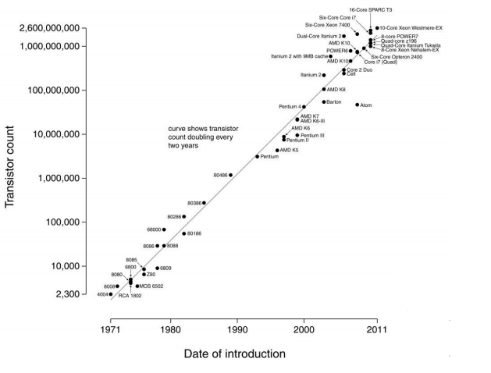 16-Core SPARC T3
Six-Core Core i7
Six-Core Xeon 7400
10-Core Xeon Westmere-EX
Dual-Core Itanium 2
8-core POWER7
Quad-core z196
Quad-Core Itanium Tukwila
8-Core Xeon Nehalem-EX
AMD K10
POWER6
Itanium 2 with 9MB cache
AMD K10
Six-Core Opteron 2400
Core i7 (Quad)
Core 2 Duo
Cell
Itanium 2
AMD K8
Barton
Atom
Pentium 4
AMD K7
AMD K6-III
AMD K6
Pentium III
Pentium II
AMD K5
Pentium
80486
80386
80286
80186
68000
8086
8088
8085
6800
6809
8080
Z80
8008
MOS 6502
4004
RCA 1802
curve shows transistor
count doubling every
two years
Transistor count
2,600,000,000
1,000,000,000
100,000,000
10,000,000
1,000,000
100,000
10,000
2,300
1971
1980
1990
2000
2011
Date of introduction